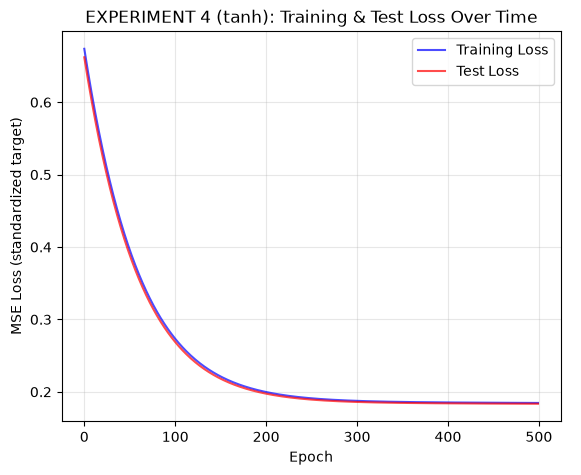 EXPERIMENT 4 (tanh): Training & Test Loss Over Time
Training Loss
Test Loss
MSE Loss (standardized target)
0.6
0.5
0.4
0.3
0.2
0 100 200 300 400 500
Epoch